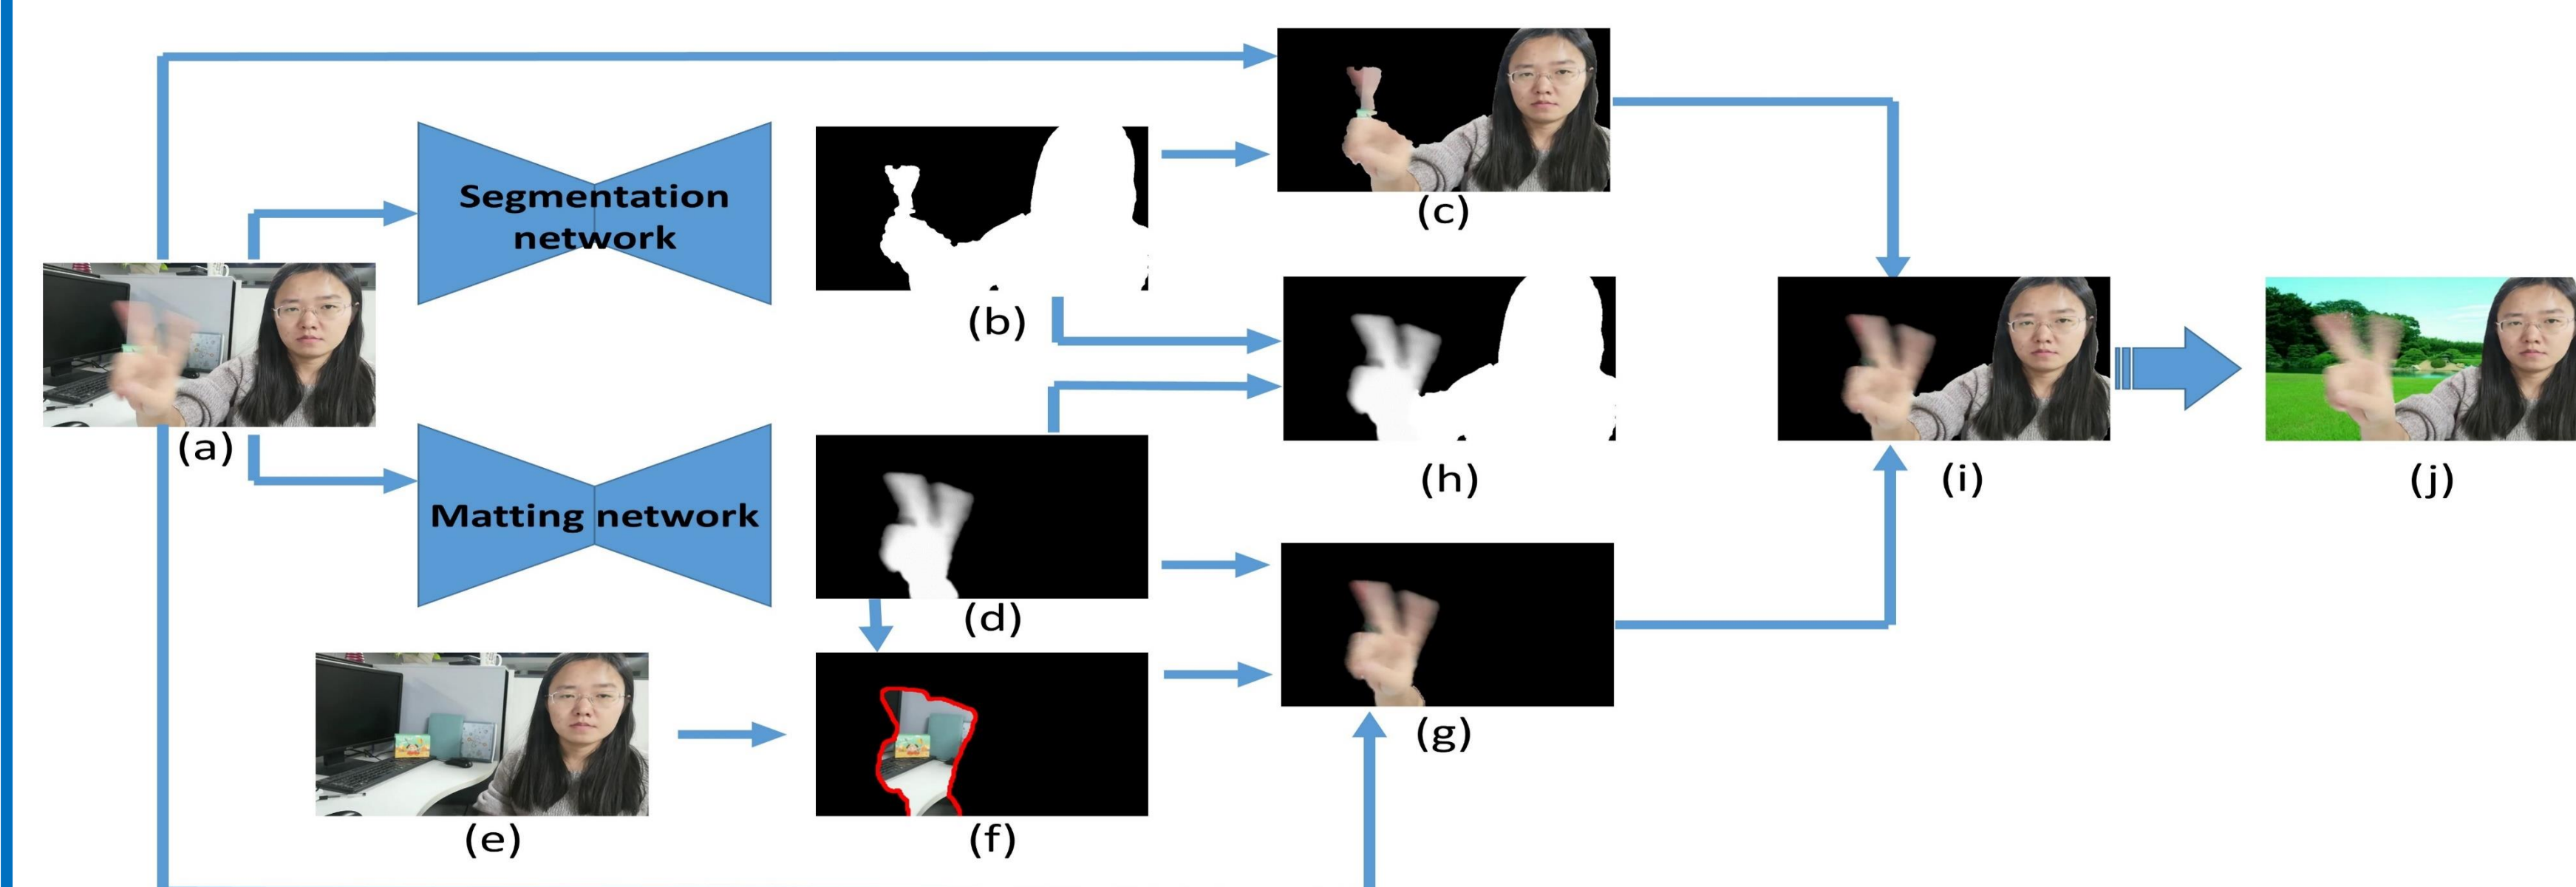 (c)
Segmentation
network
(b)
(a)
(h)
(i)
(j)
Matting network
(d)
(g)
(e)
(f)